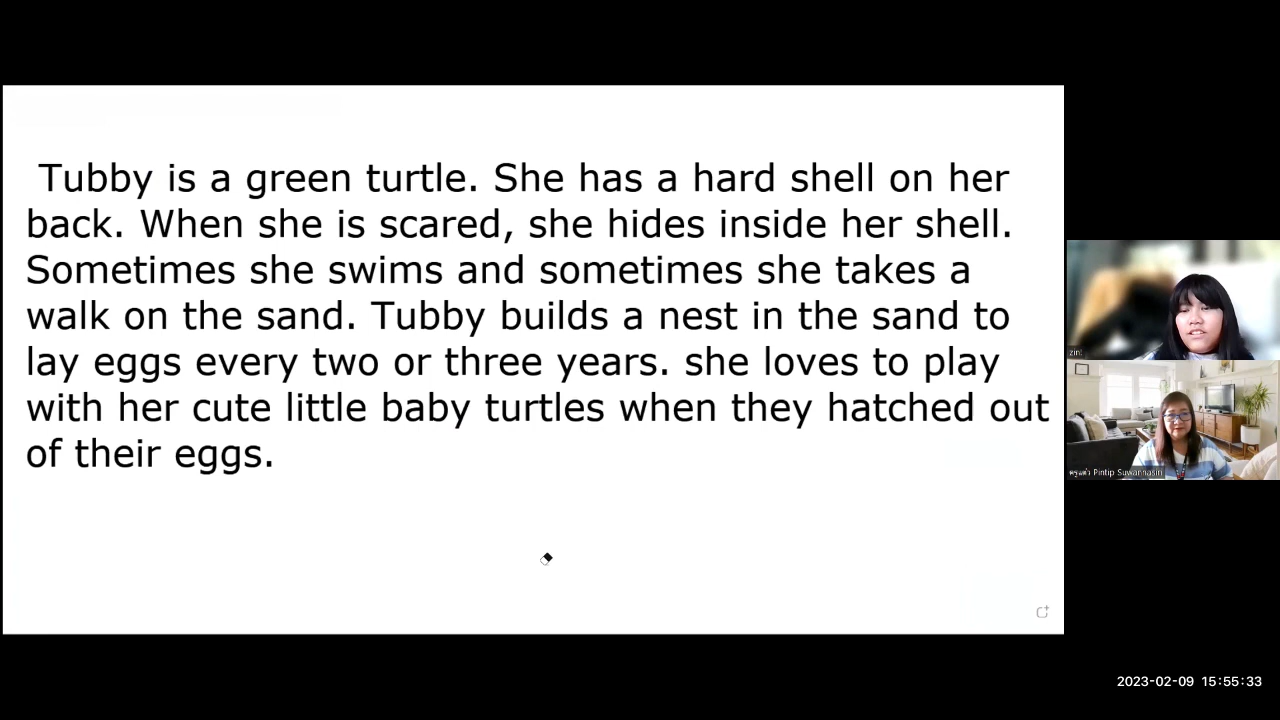 Tubby is a green turtle. She has a hard shell on her
back. When she is scared, she hides inside her shell.
Sometimes she swims and sometimes she takes a
walk on the sand. Tubby builds a nest in the sand to
lay eggs every two or three years. she loves to play
with her cute little baby turtles when they hatched out
of their eggs.
Pintip Suwannasiri
2023-02-09 15:55:33